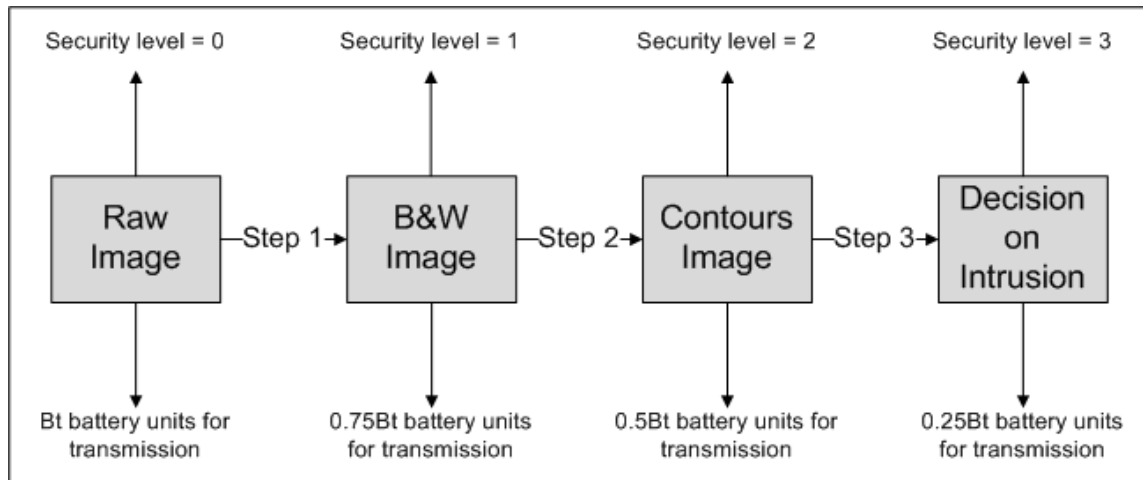 Security level = 0
Security level = 1
Security level = 2
Security level = 3
Raw
Image
Step 1
B&W
Image
Step 2
Contours
Image
Step 3
Decision
on
Intrusion
Bt battery units for
transmission
0.75Bt battery units
for transmission
0.5Bt battery units for
transmission
0.25Bt battery units
for transmission